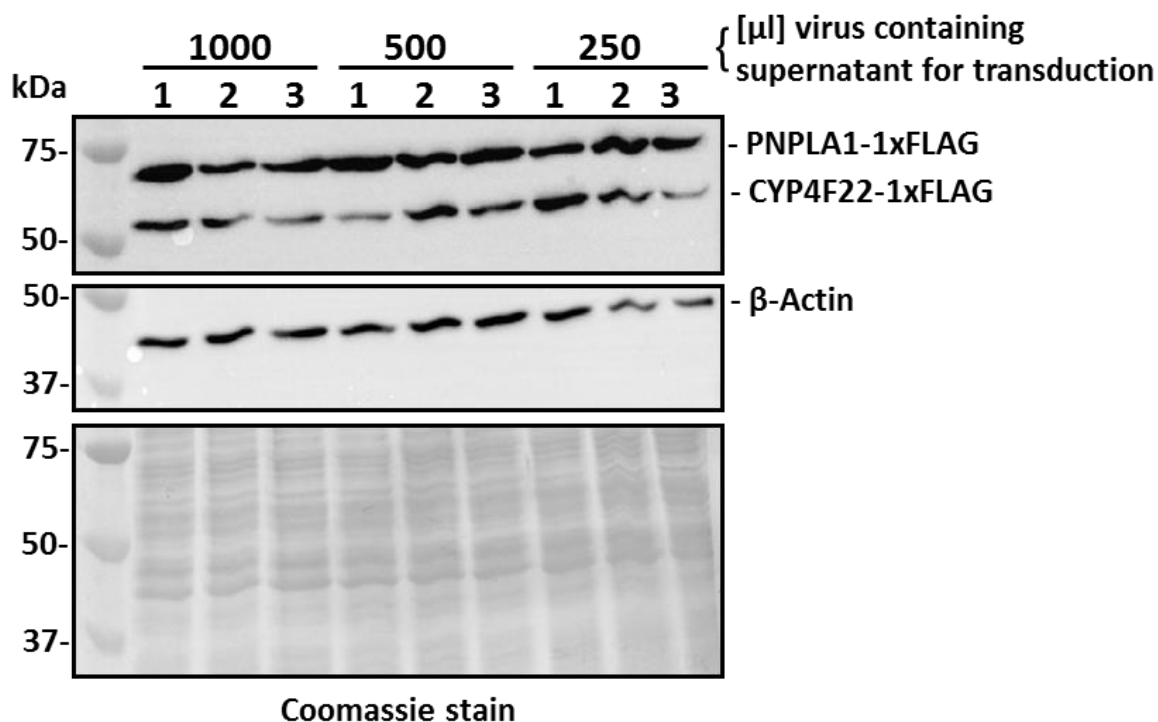 1000 500 250 { [µl] virus containing
supernatant for transduction
kDa
1 2 3 1 2 3 1 2 3
75- - PNPLA1-1xFLAG
- CYP4F22-1xFLAG
50-
50- - β-Actin
37-
75-
50-
37-
Coomassie stain